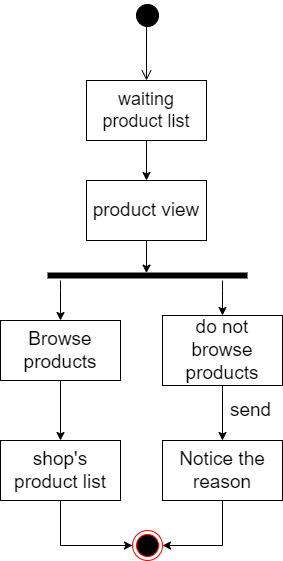 waiting
product list
product view
Browse
products
do not
browse
products
send
shop's
product list
Notice the
reason